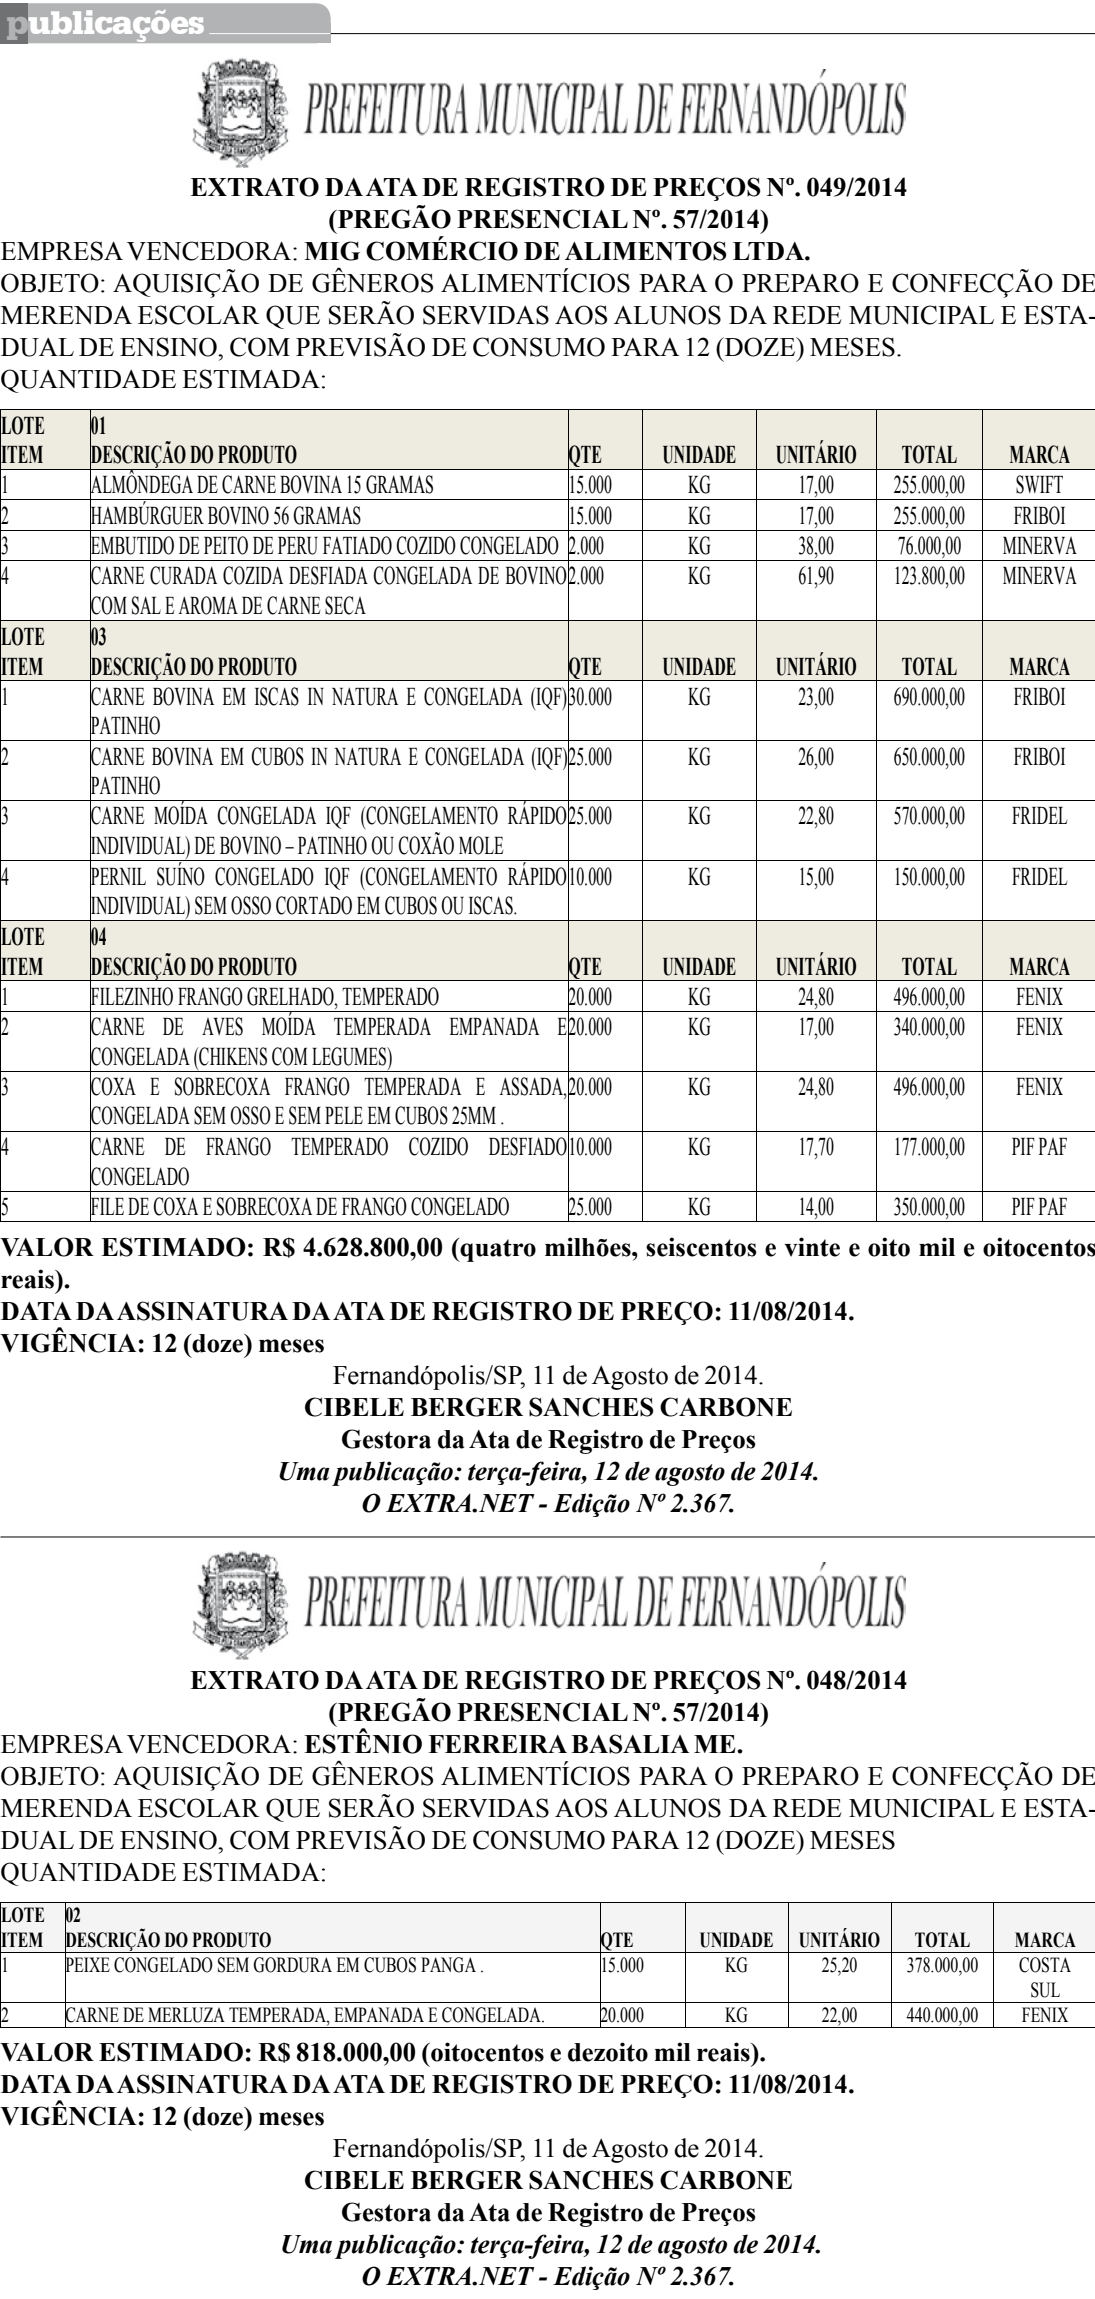 publicações
PREFEITURA MUNICIPAL DE FERNANDÓPOLIS
EXTRATO DA ATA DE REGISTRO DE PREÇOS Nº. 049/2014
(PREGÃO PRESENCIAL Nº. 57/2014)
EMPRESA VENCEDORA: MIG COMÉRCIO DE ALIMENTOS LTDA.
OBJETO: AQUISIÇÃO DE GÊNEROS ALIMENTÍCIOS PARA O PREPARO E CONFECÇÃO DE
MERENDA ESCOLAR QUE SERÃO SERVIDAS AOS ALUNOS DA REDE MUNICIPAL E ESTA-
DUAL DE ENSINO, COM PREVISÃO DE CONSUMO PARA 12 (DOZE) MESES.
QUANTIDADE ESTIMADA:
LOTE 01
ITEM DESCRIÇÃO DO PRODUTO QTE UNIDADE UNITÁRIO TOTAL MARCA
1 ALMÔNDEGA DE CARNE BOVINA 15 GRAMAS 15.000 KG 17,00 255.000,00 SWIFT
2 HAMBÚRGUER BOVINO 56 GRAMAS 15.000 KG 17,00 255.000,00 FRIBOI
3 EMBUTIDO DE PEITO DE PERU FATIADO COZIDO CONGELADO 2.000 KG 38,00 76.000,00 MINERVA
4 CARNE CURADA COZIDA DESFIADA CONGELADA DE BOVINO 2.000 KG 61,90 123.800,00 MINERVA
COM SAL E AROMA DE CARNE SECA
LOTE 03
ITEM DESCRIÇÃO DO PRODUTO QTE UNIDADE UNITÁRIO TOTAL MARCA
1 CARNE BOVINA EM ISCAS IN NATURA E CONGELADA (IQF) 30.000 KG 23,00 690.000,00 FRIBOI
PATINHO
2 CARNE BOVINA EM CUBOS IN NATURA E CONGELADA (IQF) 25.000 KG 26,00 650.000,00 FRIBOI
PATINHO
3 CARNE MOÍDA CONGELADA IQF (CONGELAMENTO RÁPIDO 25.000 KG 22,80 570.000,00 FRIDEL
INDIVIDUAL) DE BOVINO – PATINHO OU COXÃO MOLE
4 PERNIL SUÍNO CONGELADO IQF (CONGELAMENTO RÁPIDO 10.000 KG 15,00 150.000,00 FRIDEL
INDIVIDUAL) SEM OSSO CORTADO EM CUBOS OU ISCAS.
LOTE 04
ITEM DESCRIÇÃO DO PRODUTO QTE UNIDADE UNITÁRIO TOTAL MARCA
1 FILEZINHO FRANGO GRELHADO, TEMPERADO 20.000 KG 24,80 496.000,00 FENIX
2 CARNE DE AVES MOÍDA TEMPERADA EMPANADA E 20.000 KG 17,00 340.000,00 FENIX
CONGELADA (CHIKENS COM LEGUMES)
3 COXA E SOBRECOXA FRANGO TEMPERADA E ASSADA, 20.000 KG 24,80 496.000,00 FENIX
CONGELADA SEM OSSO E SEM PELE EM CUBOS 25MM .
4 CARNE DE FRANGO TEMPERADO COZIDO DESFIADO 10.000 KG 17,70 177.000,00 PIF PAF
CONGELADO
5 FILE DE COXA E SOBRECOXA DE FRANGO CONGELADO 25.000 KG 14,00 350.000,00 PIF PAF
VALOR ESTIMADO: R$ 4.628.800,00 (quatro milhões, seiscentos e vinte e oito mil e oitocentos
reais).
DATA DA ASSINATURA DA ATA DE REGISTRO DE PREÇO: 11/08/2014.
VIGÊNCIA: 12 (doze) meses
Fernandópolis/SP, 11 de Agosto de 2014.
CIBELE BERGER SANCHES CARBONE
Gestora da Ata de Registro de Preços
Uma publicação: terça-feira, 12 de agosto de 2014.
O EXTRA.NET - Edição Nº 2.367.
PREFEITURA MUNICIPAL DE FERNANDÓPOLIS
EXTRATO DA ATA DE REGISTRO DE PREÇOS Nº. 048/2014
(PREGÃO PRESENCIAL Nº. 57/2014)
EMPRESA VENCEDORA: ESTÊNIO FERREIRA BASALIA ME.
OBJETO: AQUISIÇÃO DE GÊNEROS ALIMENTÍCIOS PARA O PREPARO E CONFECÇÃO DE
MERENDA ESCOLAR QUE SERÃO SERVIDAS AOS ALUNOS DA REDE MUNICIPAL E ESTA-
DUAL DE ENSINO, COM PREVISÃO DE CONSUMO PARA 12 (DOZE) MESES
QUANTIDADE ESTIMADA:
LOTE 02
ITEM DESCRIÇÃO DO PRODUTO QTE UNIDADE UNITÁRIO TOTAL MARCA
1 PEIXE CONGELADO SEM GORDURA EM CUBOS PANGA . 15.000 KG 25,20 378.000,00 COSTA
SUL
2 CARNE DE MERLUZA TEMPERADA, EMPANADA E CONGELADA. 20.000 KG 22,00 440.000,00 FENIX
VALOR ESTIMADO: R$ 818.000,00 (oitocentos e dezoito mil reais).
DATA DA ASSINATURA DA ATA DE REGISTRO DE PREÇO: 11/08/2014.
VIGÊNCIA: 12 (doze) meses
Fernandópolis/SP, 11 de Agosto de 2014.
CIBELE BERGER SANCHES CARBONE
Gestora da Ata de Registro de Preços
Uma publicação: terça-feira, 12 de agosto de 2014.
O EXTRA.NET - Edição Nº 2.367.